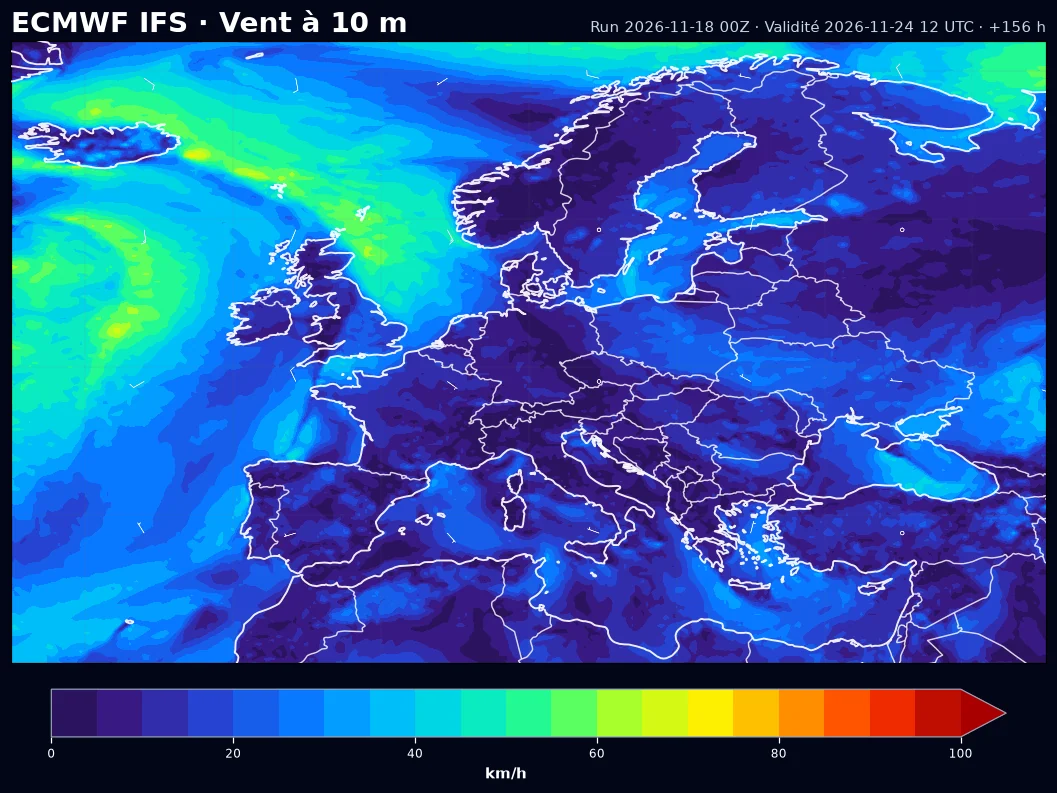 ECMWF IFS · Vent à 10 m
Run 2026-11-18 00Z · Validité 2026-11-24 12 UTC · +156 h
0 20 40 60 80 100
km/h